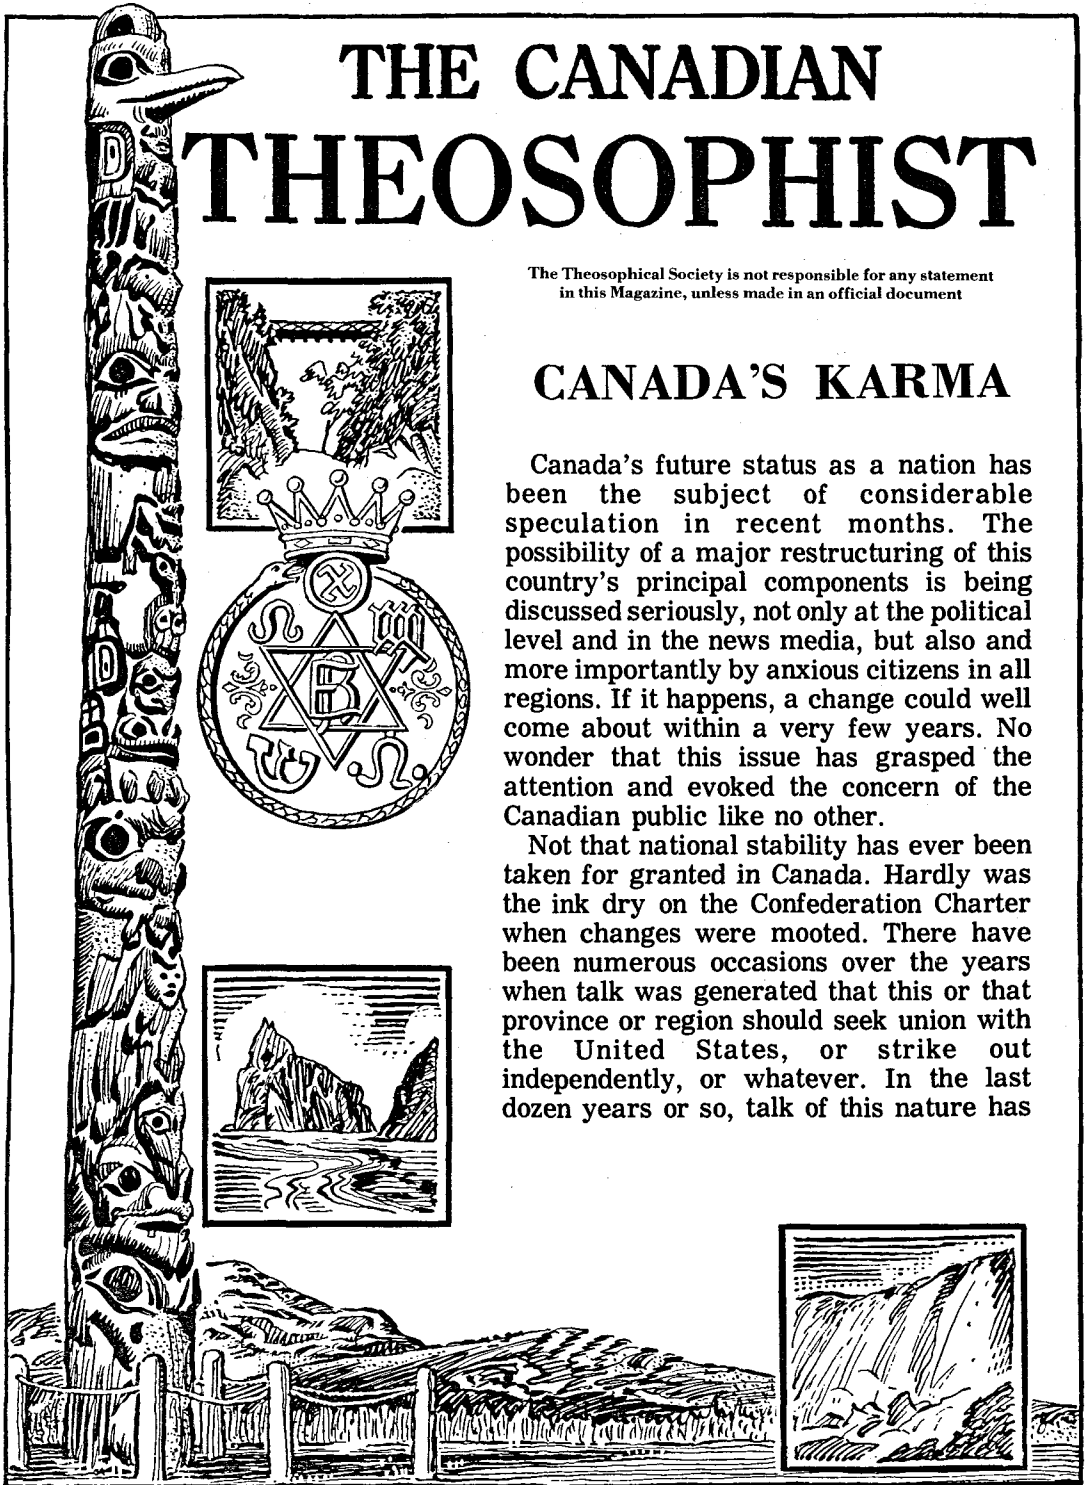 THE CANADIAN
THEOSOPHIST
The Theosophical Society is not responsible for any statement
in this Magazine, unless made in an official document
CANADA'S KARMA
Canada's future status as a nation has
been the subject of considerable
speculation in recent months. The
possibility of a major restructuring of this
country's principal components is being
discussed seriously, not only at the political
level and in the news media, but also and
more importantly by anxious citizens in all
regions. If it happens, a change could well
come about within a very few years. No
wonder that this issue has grasped the
attention and evoked the concern of the
Canadian public like no other.
Not that national stability has ever been
taken for granted in Canada. Hardly was
the ink dry on the Confederation Charter
when changes were mooted. There have
been numerous occasions over the years
when talk was generated that this or that
province or region should seek union with
the United States, or strike out
independently, or whatever. In the last
dozen years or so, talk of this nature has